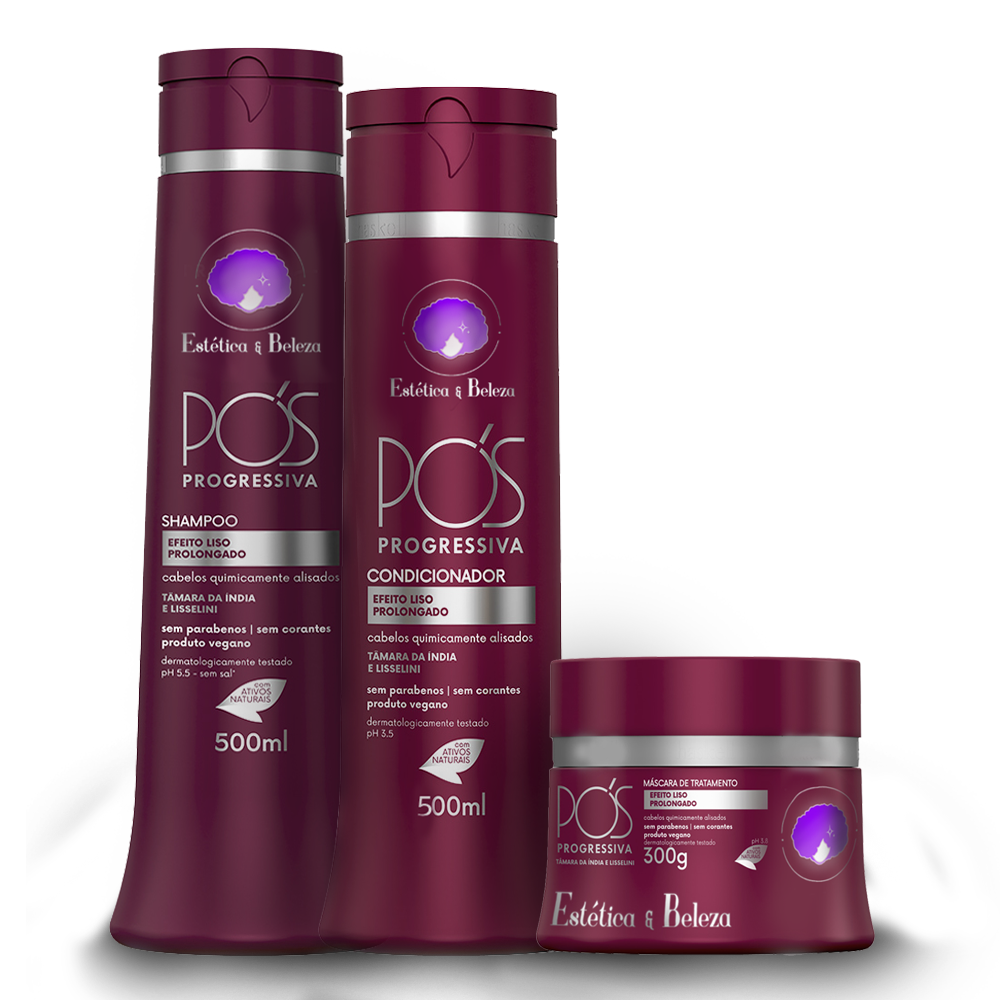 Estética & Beleza
PÓS
PROGRESSIVA
SHAMPOO
EFEITO LISO
PROLONGADO
cabelos quimicamente alisados
TÂMARA DA ÍNDIA
E LISSELINI
sem parabenos | sem corantes
produto vegano
dermatologicamente testado
pH 5.5 - sem sal*
com
ATIVOS
NATURAIS
500ml
Estética & Beleza
PÓS
PROGRESSIVA
CONDICIONADOR
EFEITO LISO
PROLONGADO
cabelos quimicamente alisados
TÂMARA DA ÍNDIA
E LISSELINI
sem parabenos | sem corantes
produto vegano
dermatologicamente testado
pH 3.5
com
ATIVOS
NATURAIS
500ml
PÓS
PROGRESSIVA
TÂMARA DA ÍNDIA E LISSELINI
MÁSCARA DE TRATAMENTO
EFEITO LISO
PROLONGADO
cabelos quimicamente alisados
sem parabenos | sem corantes
produto vegano
dermatologicamente testado
300g
pH 3.8
Estética & Beleza